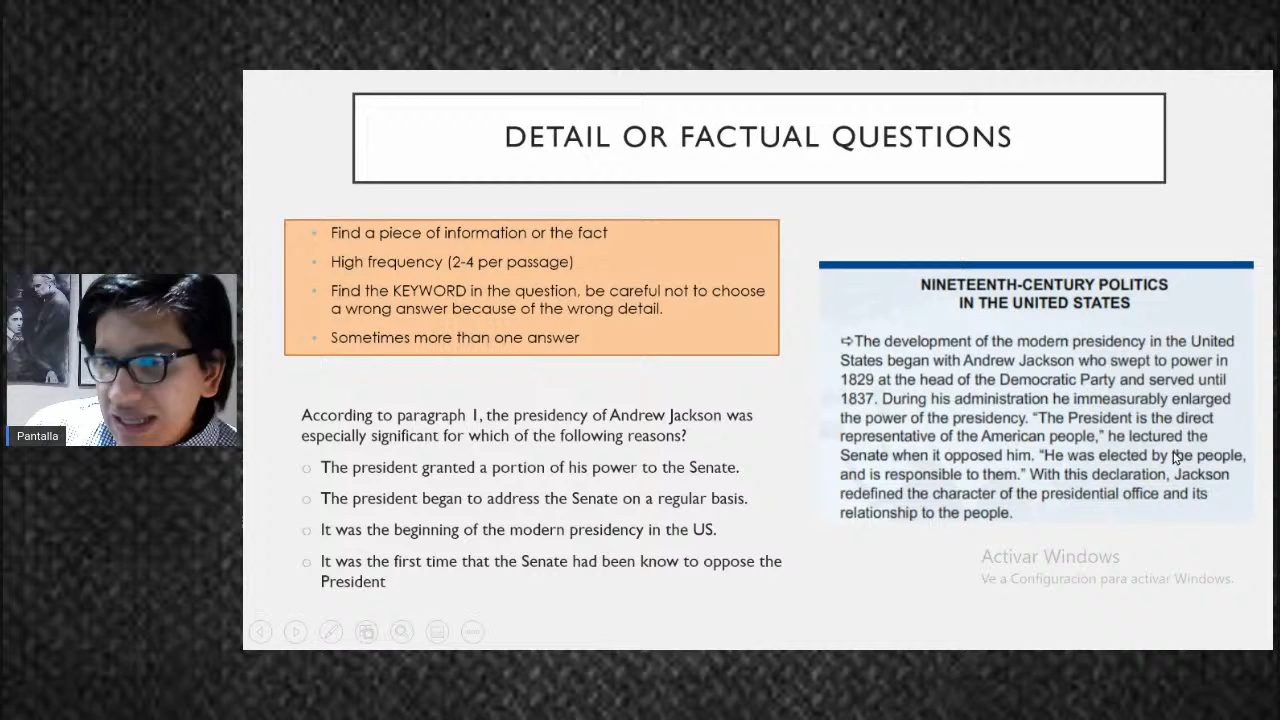 DETAIL OR FACTUAL QUESTIONS
Find a piece of information or the fact
High frequency (2-4 per passage)
Find the KEYWORD in the question, be careful not to choose
a wrong answer because of the wrong detail.
Sometimes more than one answer
According to paragraph 1, the presidency of Andrew Jackson was
especially significant for which of the following reasons?
The president granted a portion of his power to the Senate.
The president began to address the Senate on a regular basis.
It was the beginning of the modern presidency in the US.
It was the first time that the Senate had been know to oppose the
President
NINETEENTH-CENTURY POLITICS
IN THE UNITED STATES
⇨The development of the modern presidency in the United
States began with Andrew Jackson who swept to power in
1829 at the head of the Democratic Party and served until
1837. During his administration he immeasurably enlarged
the power of the presidency. “The President is the direct
representative of the American people,” he lectured the
Senate when it opposed him. “He was elected by the people,
and is responsible to them.” With this declaration, Jackson
redefined the character of the presidential office and its
relationship to the people.
Activar Windows
Ve a Configuración para activar Windows.
Pantalla